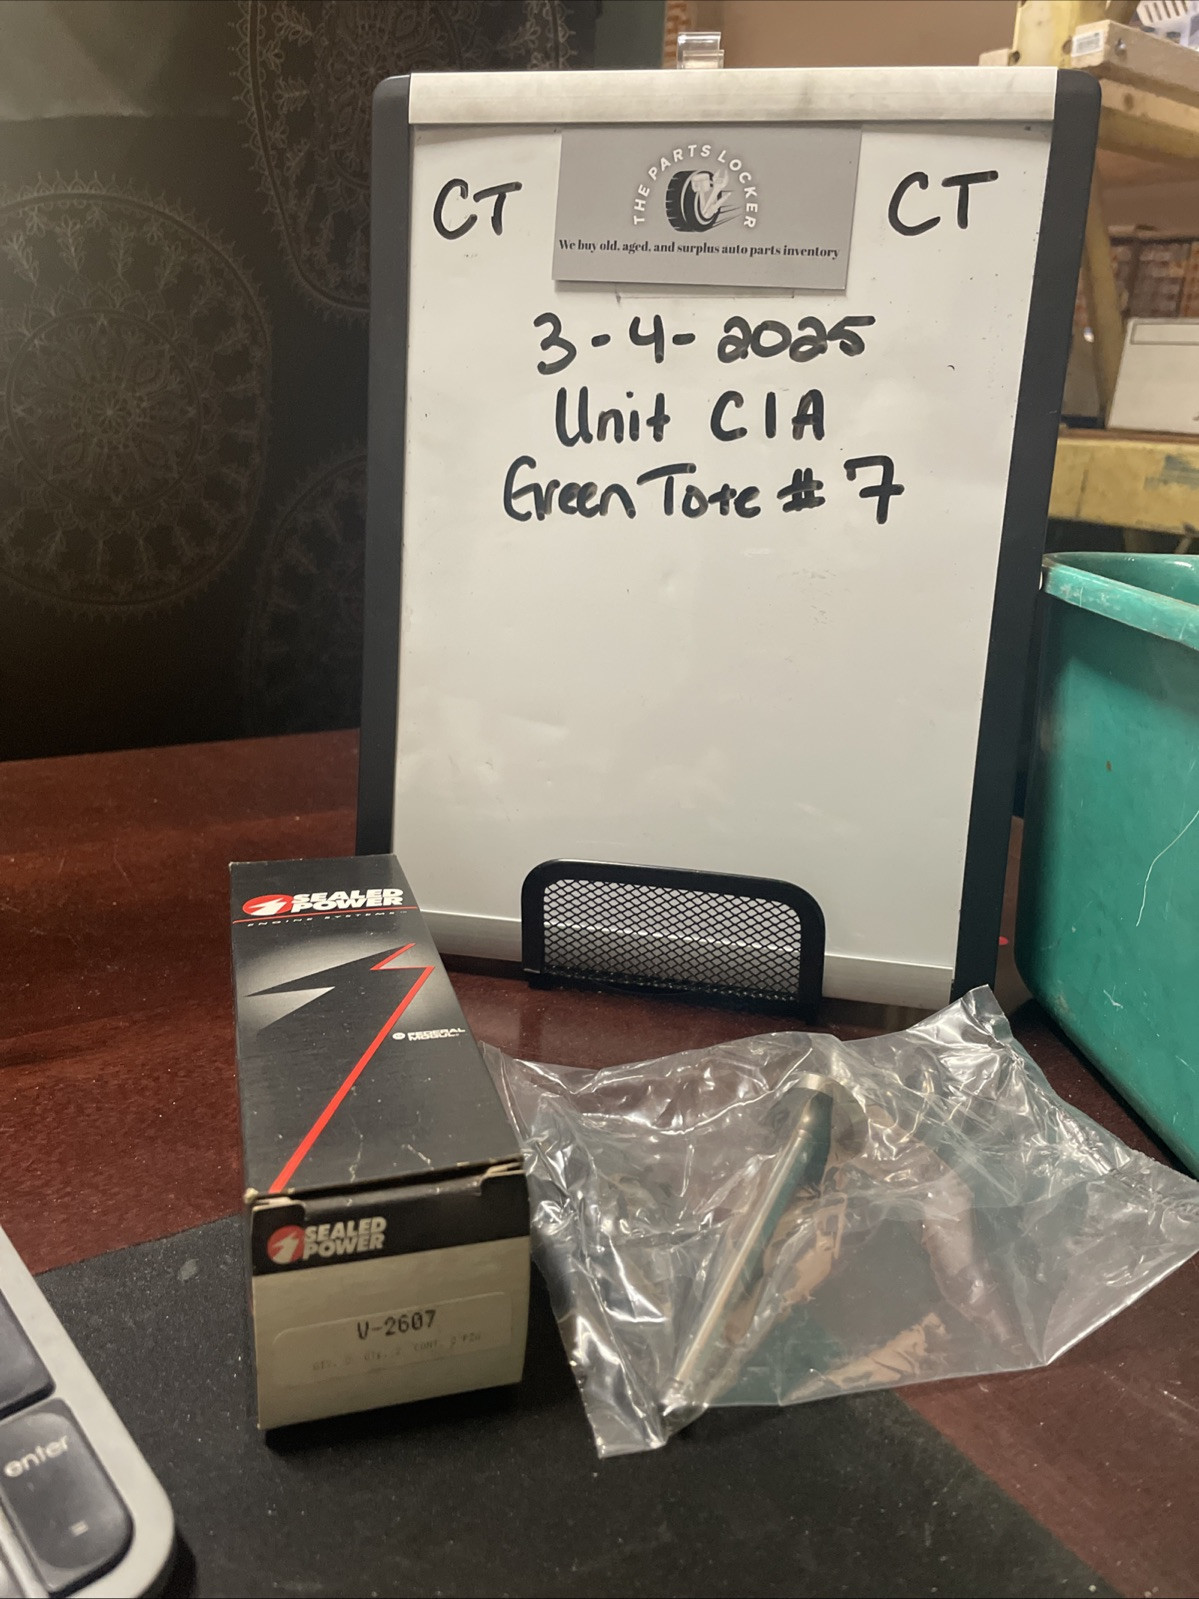 CT
THE PARTS LOCKER
CT
We buy old, aged, and surplus auto parts inventory
3-4-2025
Unit C1A
Green Tote # 7
SEALED
POWER
ENGINE SYSTEMS
FEDERAL
MOGUL
SEALED
POWER
V-2607
enter
=